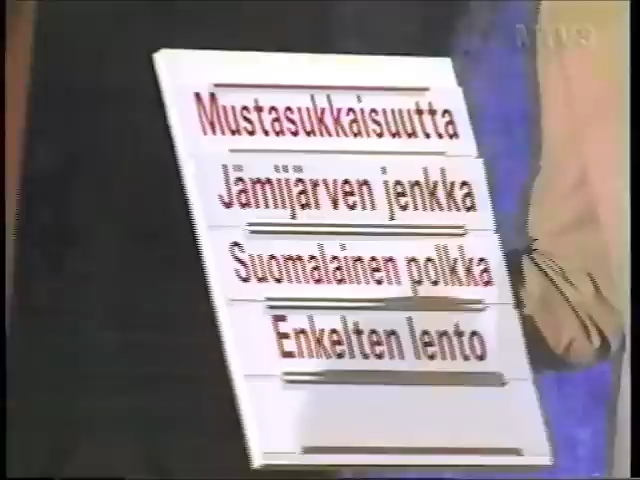 Mustasukkaisuutta
Jämijärven jenkka
Suomalainen polkka
Enkelten lento